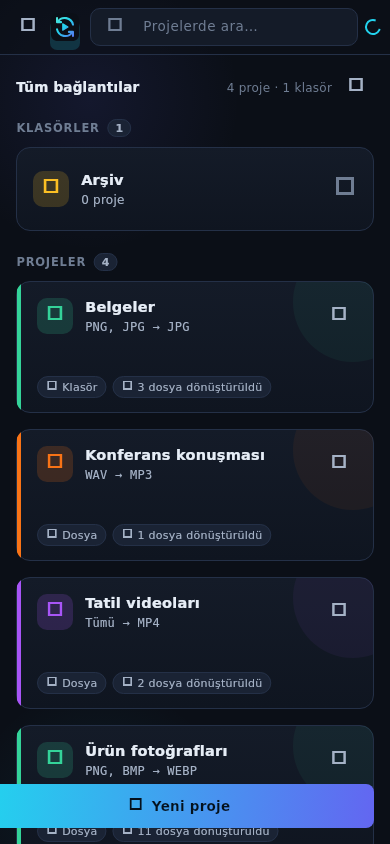 Projelerde ara…
Tüm bağlantılar
4 proje · 1 klasör
KLASÖRLER 1
Arşiv
0 proje
PROJELER 4
Belgeler
PNG, JPG → JPG
Klasör
3 dosya dönüştürüldü
Konferans konuşması
WAV → MP3
Dosya
1 dosya dönüştürüldü
Tatil videoları
Tümü → MP4
Dosya
2 dosya dönüştürüldü
Ürün fotoğrafları
PNG, BMP → WEBP
Yeni proje
Dosya
11 dosya dönüştürüldü